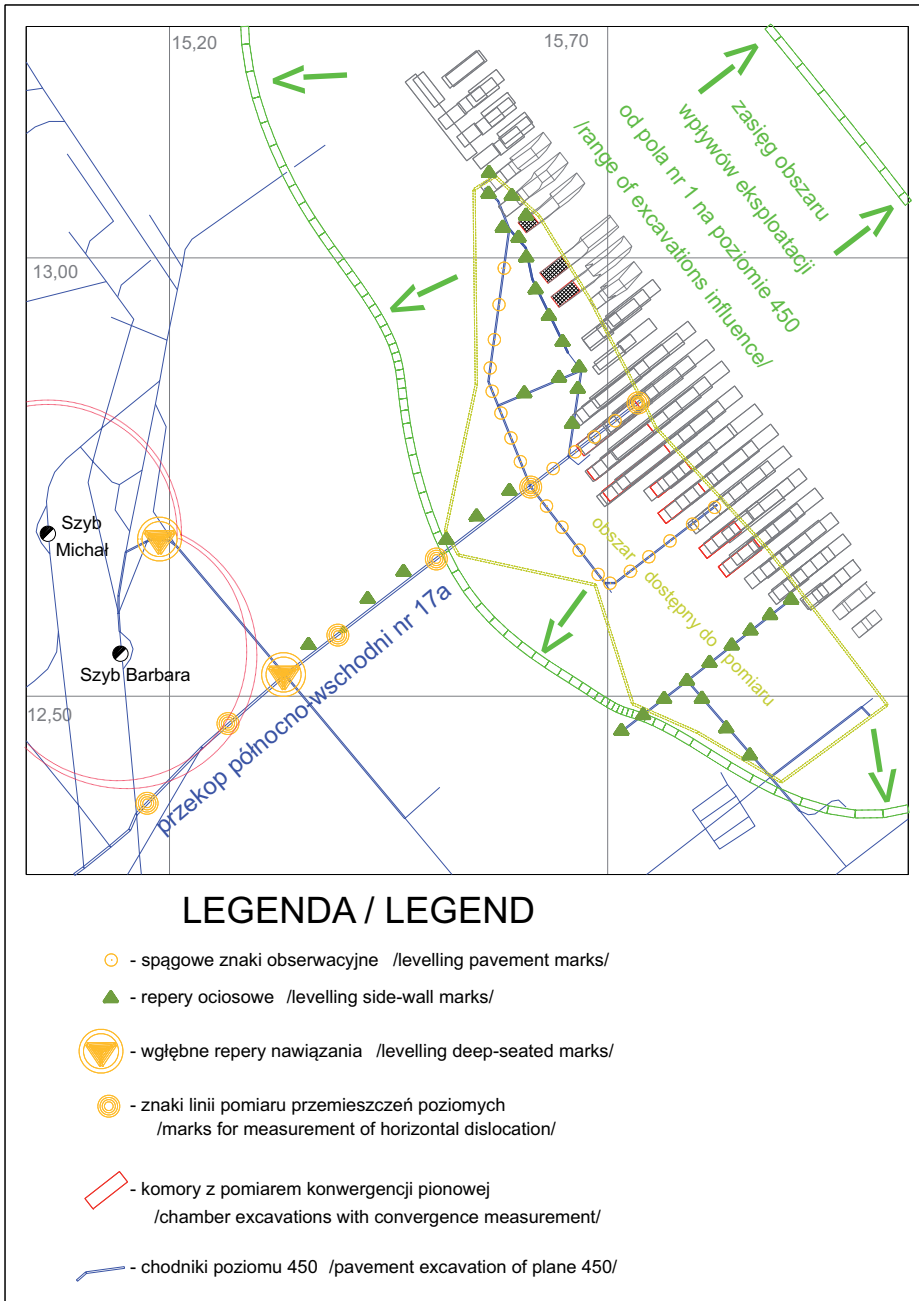 15,20
15,70
zasięg obszaru
wpływów eksploatacji
od pola nr 1 na poziomie 450
/range of excavations influence/
13,00
Szyb
Michał
obszar dostępny do pomiaru
Szyb Barbara
12,50
przekop północno-wschodni nr 17a
LEGENDA / LEGEND
- spągowe znaki obserwacyjne /levelling pavement marks/
- repery ociosowe /levelling side-wall marks/
- wgłębne repery nawiązania /levelling deep-seated marks/
- znaki linii pomiaru przemieszczeń poziomych
/marks for measurement of horizontal dislocation/
- komory z pomiarem konwergencji pionowej
/chamber excavations with convergence measurement/
- chodniki poziomu 450 /pavement excavation of plane 450/